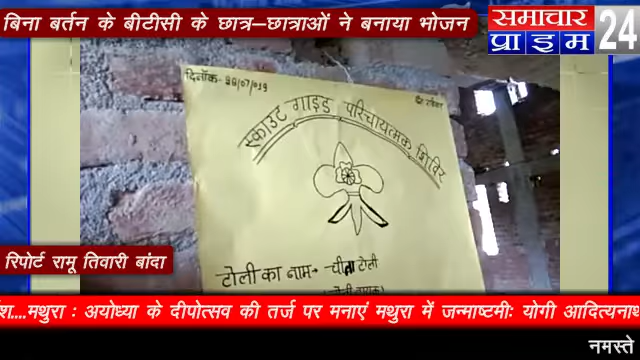 बिना बर्तन के बीटीसी के छात्र–छात्राओं ने बनाया भोजन
समाचार
प्राइम 24
दिनाँक-
स्काउट गाइड परिचायत्मक शिविर
टोली का नाम→ -चीता टोली
(टोली नायक)
रिपोर्ट रामू तिवारी बांदा
....मथुरा : अयोध्या के दीपोत्सव की तर्ज पर मनाएं मथुरा में जन्माष्टमीः योगी आदित्यनाथ
नमस्ते